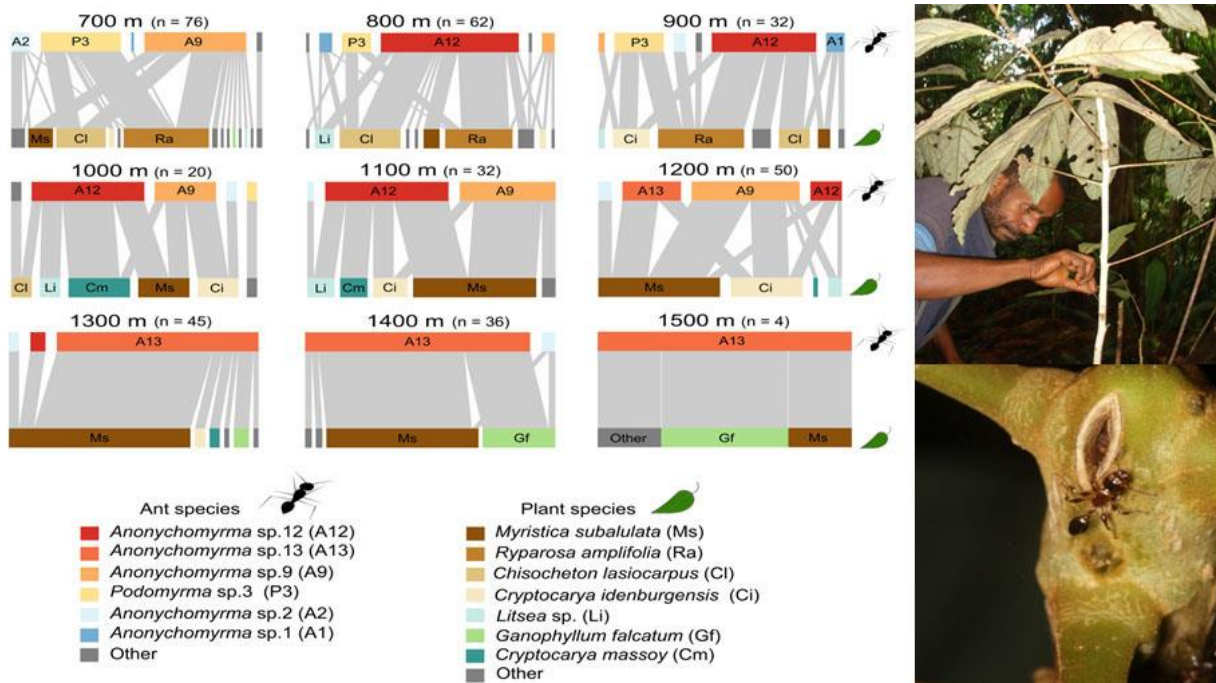 700 m (n = 76)
A2 P3 A9
Ms Cl Ra
800 m (n = 62)
P3 A12
Li Cl Ra
900 m (n = 32)
P3 A12 A1
Ci Ra Cl
1000 m (n = 20)
A12 A9
Cl Li Cm Ms Ci
1100 m (n = 32)
A12 A9
Li Cm Ci Ms
1200 m (n = 50)
A13 A9 A12
Ms Ci
1300 m (n = 45)
A13
Ms
1400 m (n = 36)
A13
Ms Gf
1500 m (n = 4)
A13
Other Gf Ms
Ant species
Anonychomyrma sp.12 (A12)
Anonychomyrma sp.13 (A13)
Anonychomyrma sp.9 (A9)
Podomyrma sp.3 (P3)
Anonychomyrma sp.2 (A2)
Anonychomyrma sp.1 (A1)
Other
Plant species
Myristica subalulata (Ms)
Ryparosa amplifolia (Ra)
Chisocheton lasiocarpus (Cl)
Cryptocarya idenburgensis (Ci)
Litsea sp. (Li)
Ganophyllum falcatum (Gf)
Cryptocarya massoy (Cm)
Other